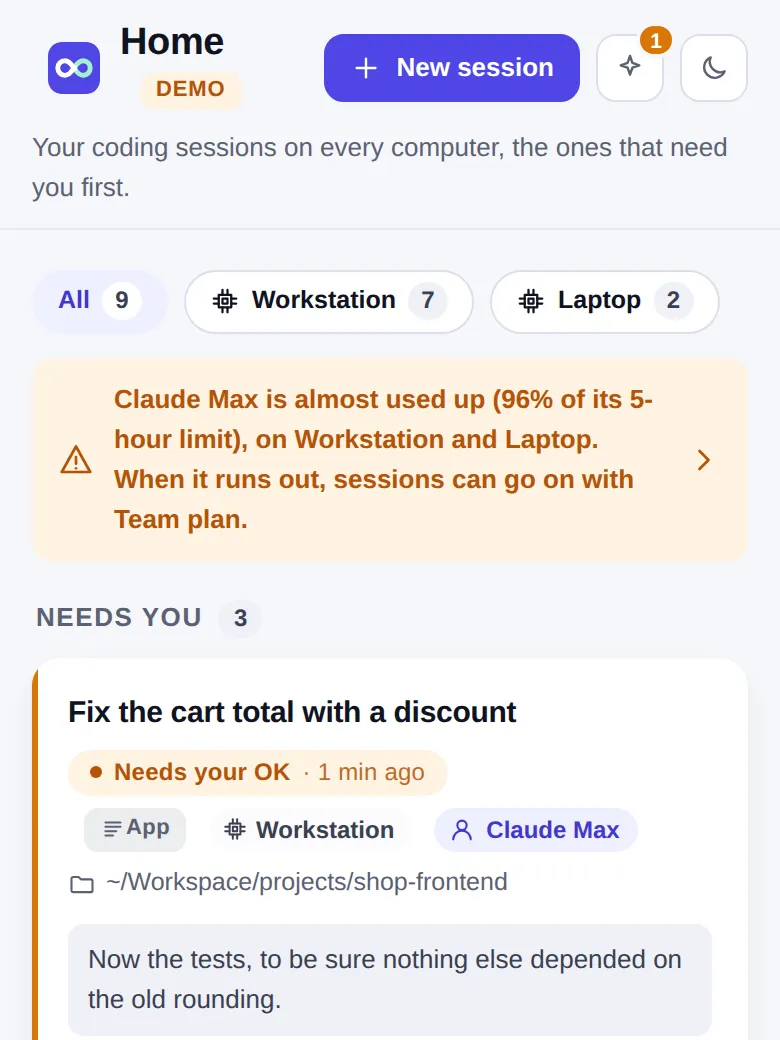 Home
DEMO
New session
1
Your coding sessions on every computer, the ones that need
you first.
All 9
Workstation 7
Laptop 2
Claude Max is almost used up (96% of its 5-
hour limit), on Workstation and Laptop.
When it runs out, sessions can go on with
Team plan.
NEEDS YOU 3
Fix the cart total with a discount
Needs your OK · 1 min ago
App Workstation Claude Max
~/Workspace/projects/shop-frontend
Now the tests, to be sure nothing else depended on
the old rounding.